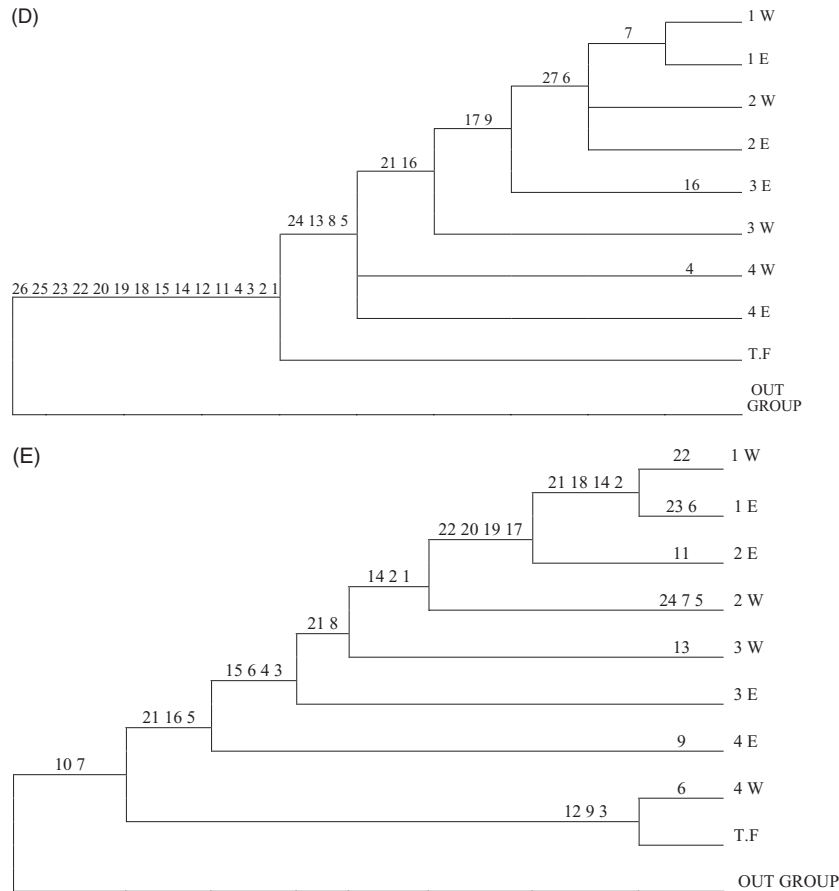 (D)
1 W
7
1 E
27 6
2 W
17 9
2 E
21 16
16
3 E
24 13 8 5
3 W
4
4 W
26 25 23 22 20 19 18 15 14 12 11 4 3 2 1
4 E
T.F
OUT
GROUP
(E)
22
1 W
21 18 14 2
23 6
1 E
22 20 19 17
11
2 E
14 2 1
24 7 5
2 W
21 8
13
3 W
15 6 4 3
3 E
21 16 5
9
4 E
10 7
6
4 W
12 9 3
T.F
OUT GROUP